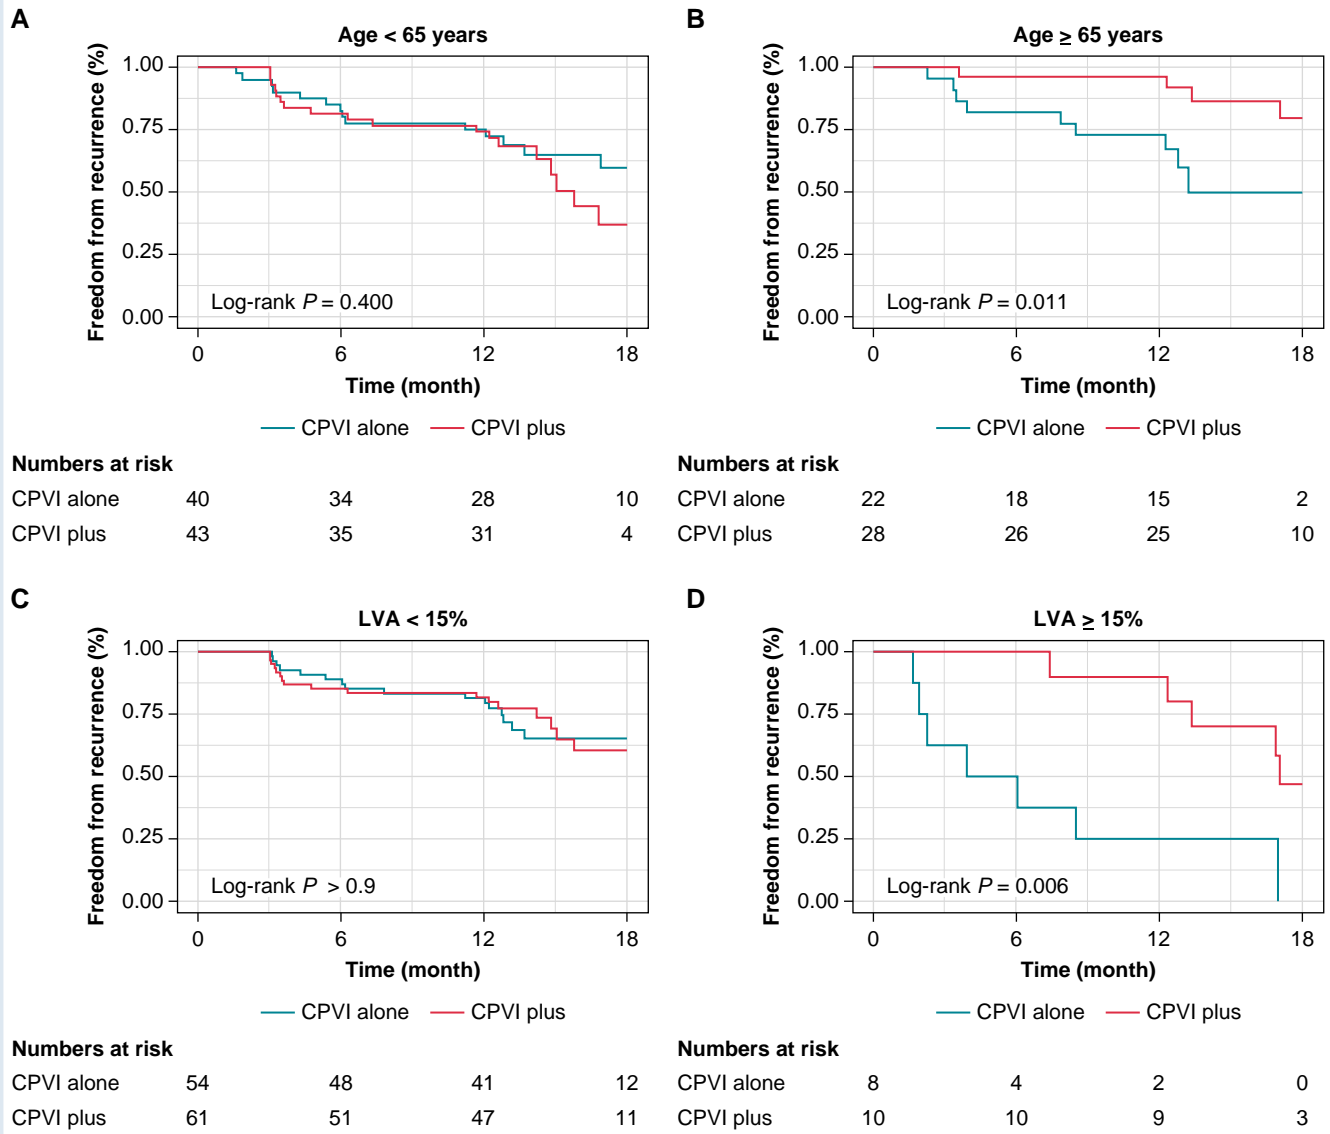 A
Age < 65 years
Freedom from recurrence (%)
1.00
0.75
0.50
0.25
0.00
Log-rank P = 0.400
0 6 12 18
Time (month)
CPVI alone CPVI plus
Numbers at risk
CPVI alone 40 34 28 10
CPVI plus 43 35 31 4
B
Age ≥ 65 years
Freedom from recurrence (%)
1.00
0.75
0.50
0.25
0.00
Log-rank P = 0.011
0 6 12 18
Time (month)
CPVI alone CPVI plus
Numbers at risk
CPVI alone 22 18 15 2
CPVI plus 28 26 25 10
C
LVA < 15%
Freedom from recurrence (%)
1.00
0.75
0.50
0.25
0.00
Log-rank P > 0.9
0 6 12 18
Time (month)
CPVI alone CPVI plus
Numbers at risk
CPVI alone 54 48 41 12
CPVI plus 61 51 47 11
D
LVA ≥ 15%
Freedom from recurrence (%)
1.00
0.75
0.50
0.25
0.00
Log-rank P = 0.006
0 6 12 18
Time (month)
CPVI alone CPVI plus
Numbers at risk
CPVI alone 8 4 2 0
CPVI plus 10 10 9 3